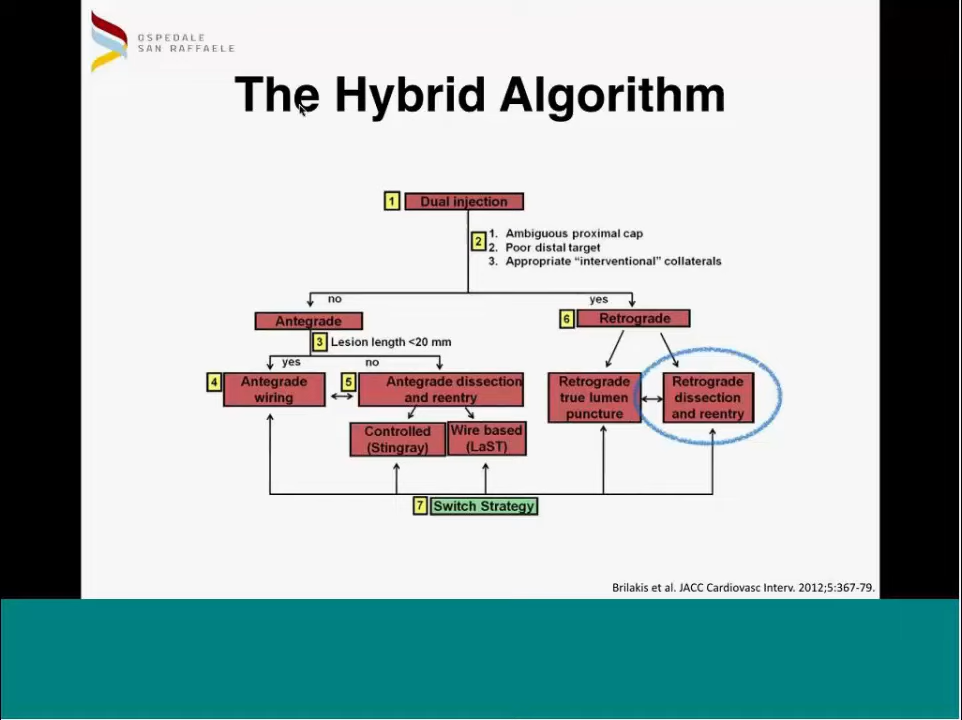 OSPEDALE
SAN RAFFAELE
The Hybrid Algorithm
1 Dual injection
2
1. Ambiguous proximal cap
2. Poor distal target
3. Appropriate “interventional” collaterals
no
yes
Antegrade
6 Retrograde
3 Lesion length <20 mm
yes
no
4 Antegrade
wiring
5 Antegrade dissection
and reentry
Retrograde
true lumen
puncture
Retrograde
dissection
and reentry
Controlled
(Stingray)
Wire based
(LaST)
7 Switch Strategy
Brilakis et al. JACC Cardiovasc Interv. 2012;5:367-79.